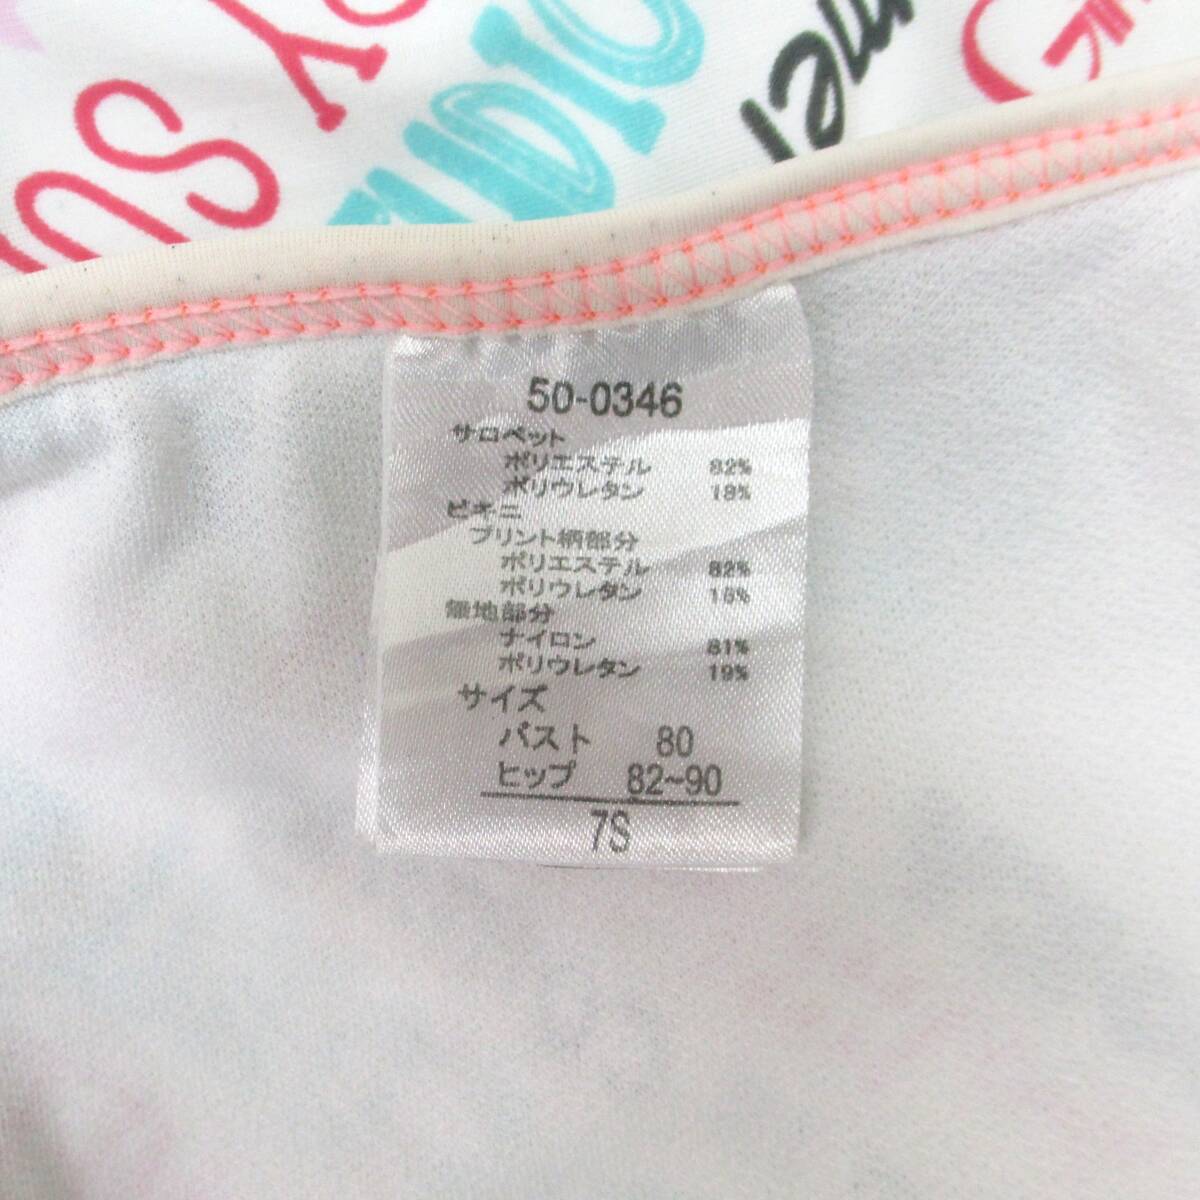 SU
50-0346
サロペット
ポリエステル 82%
ポリウレタン 18%
ビキニ
プリント柄部分
ポリエステル 82%
ポリウレタン 18%
無地部分
ナイロン 81%
ポリウレタン 19%
サイズ
バスト 80
ヒップ 82~90
7S